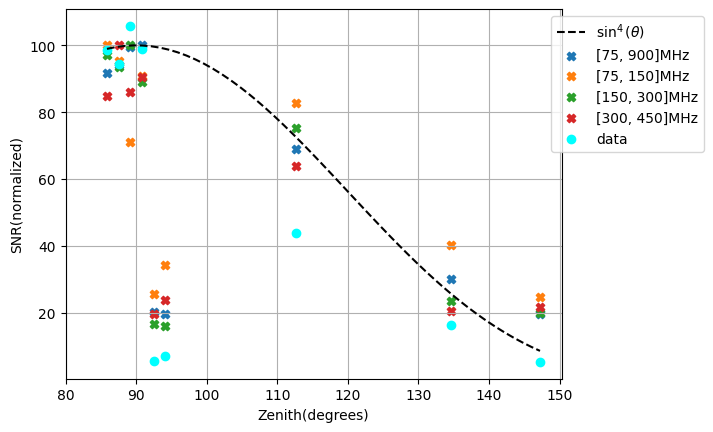 SNR(normalized)
100
80
60
40
20
80
90
100
110
120
130
140
150
Zenith(degrees)
sin⁴(θ)
[75, 900]MHz
[75, 150]MHz
[150, 300]MHz
[300, 450]MHz
data